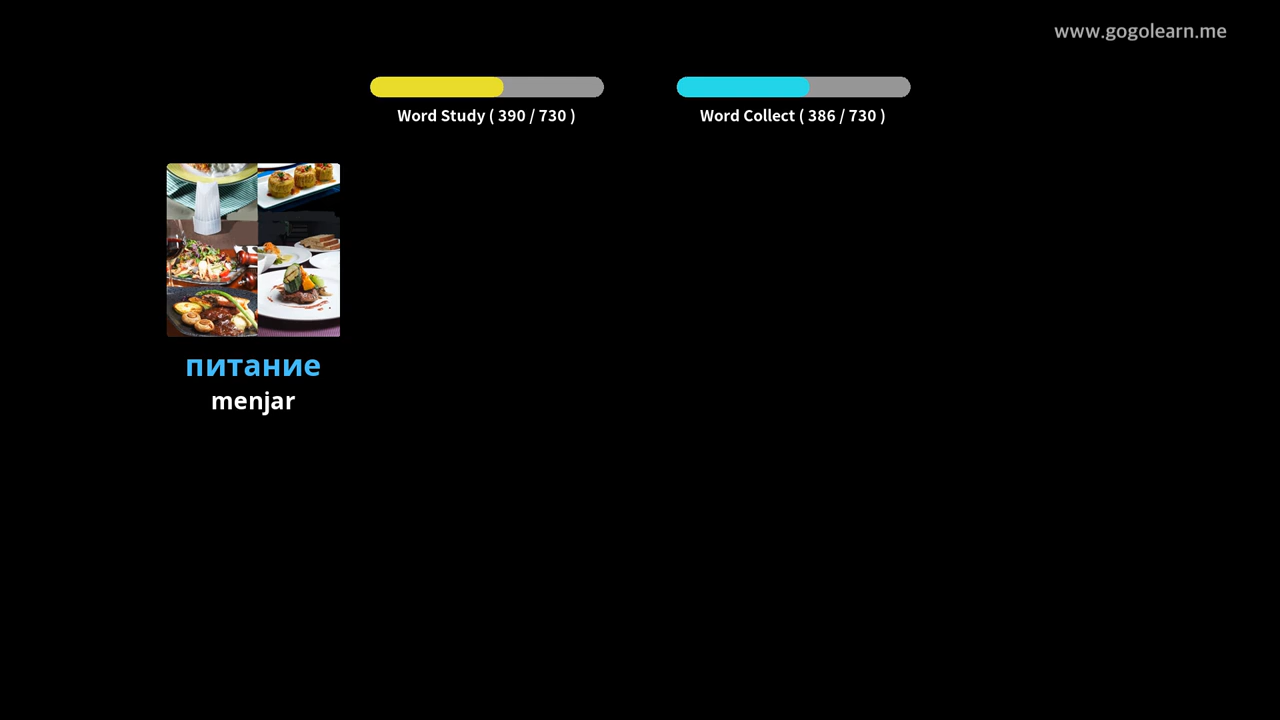 www.gogolearn.me
Word Study ( 390 / 730 )
Word Collect ( 386 / 730 )
питание
menjar